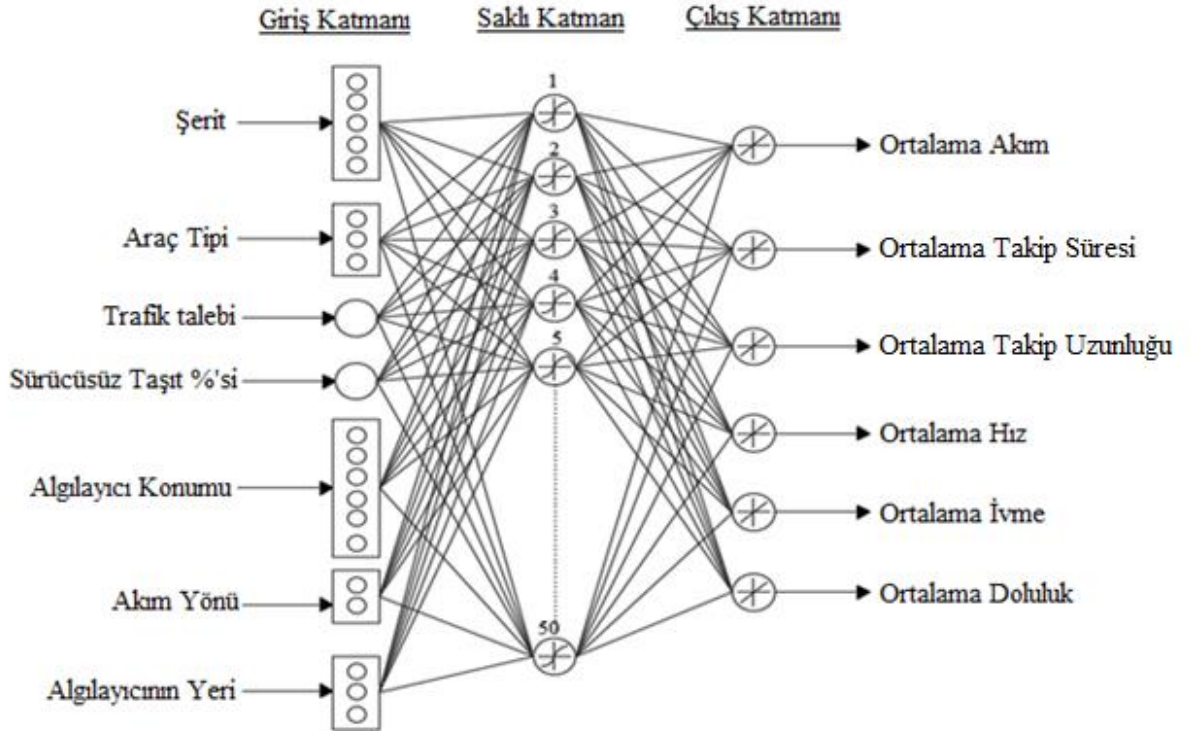 Giriş Katmanı
Saklı Katman
Çıkış Katmanı
Şerit
Araç Tipi
Trafik talebi
Sürücüsüz Taşıt %'si
Algılayıcı Konumu
Akım Yönü
Algılayıcının Yeri
1
2
3
4
5
50
Ortalama Akım
Ortalama Takip Süresi
Ortalama Takip Uzunluğu
Ortalama Hız
Ortalama İvme
Ortalama Doluluk